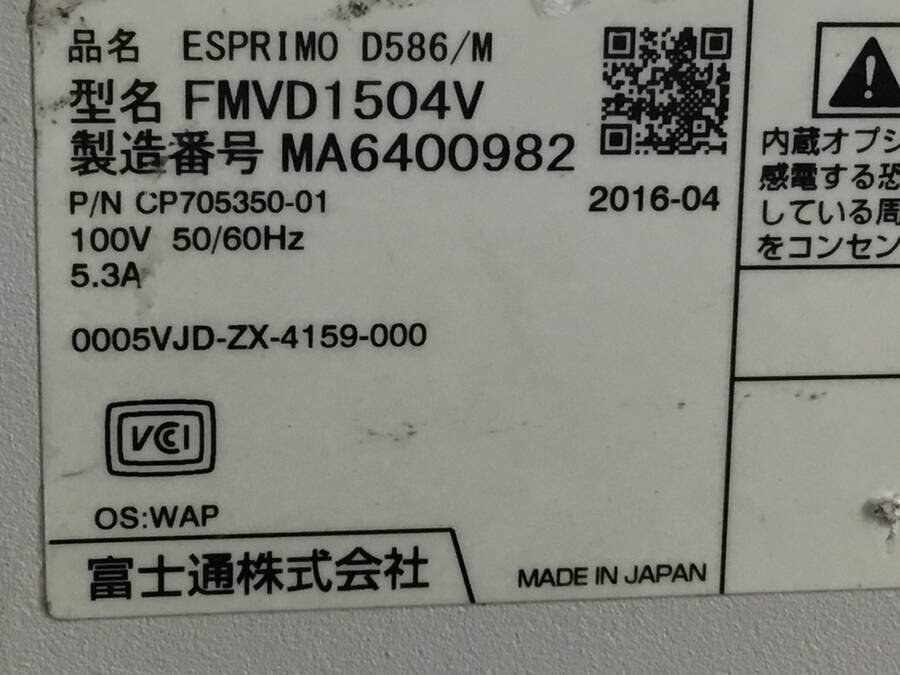 品名 ESPRIMO D586/M
型名 FMVD1504V
製造番号 MA6400982
P/N CP705350-01
2016-04
100V 50/60Hz
5.3A
0005VJD-ZX-4159-000
VCCI
OS:WAP
富士通株式会社
MADE IN JAPAN
内蔵オプシ
感電する恐
している周
をコンセン